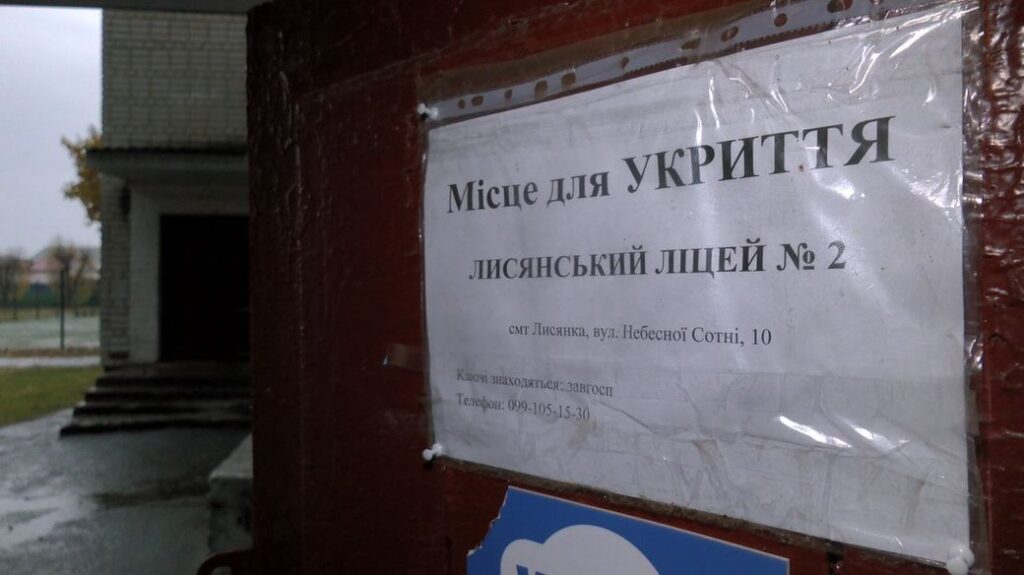 Місце для УКРИТТЯ
ЛИСЯНСЬКИЙ ЛІЦЕЙ № 2
смт Лисянка, вул. Небесної Сотні, 10
Ключі знаходяться: завгосп
Телефон: 099-105-15-30